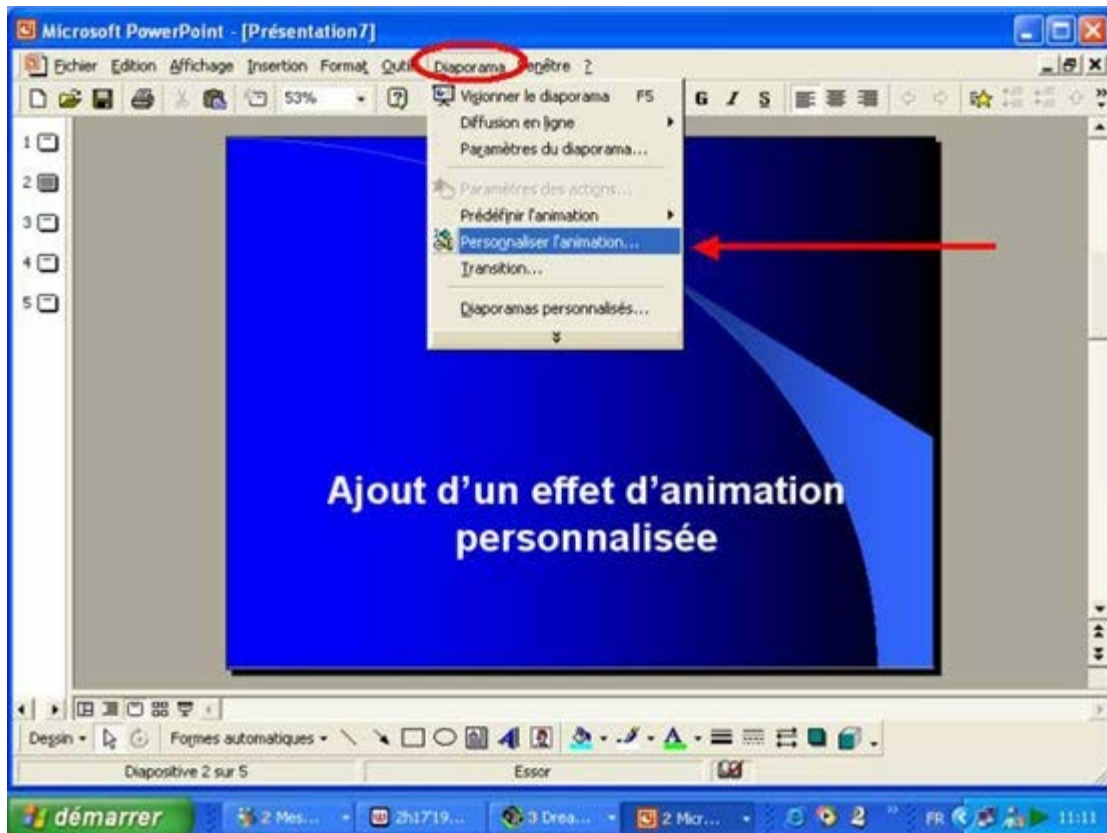 Microsoft PowerPoint - [Présentation7]
Fichier Edition Affichage Insertion Format Outi Diaporama Fenêtre ?
53% G I S
Visionner le diaporama F5
Diffusion en ligne
Paramètres du diaporama...
Paramètres des actions...
Prédéfinir l'animation
Personnaliser l'animation...
Transition...
Diaporamas personnalisés...
1
2
3
4
5
Ajout d'un effet d'animation
personnalisée
Dessin Formes automatiques A A
Diapositive 2 sur 5 Essor
démarrer 2 Mes... 2h17'19... 3 Drea... 2 Micr... FR 11:11